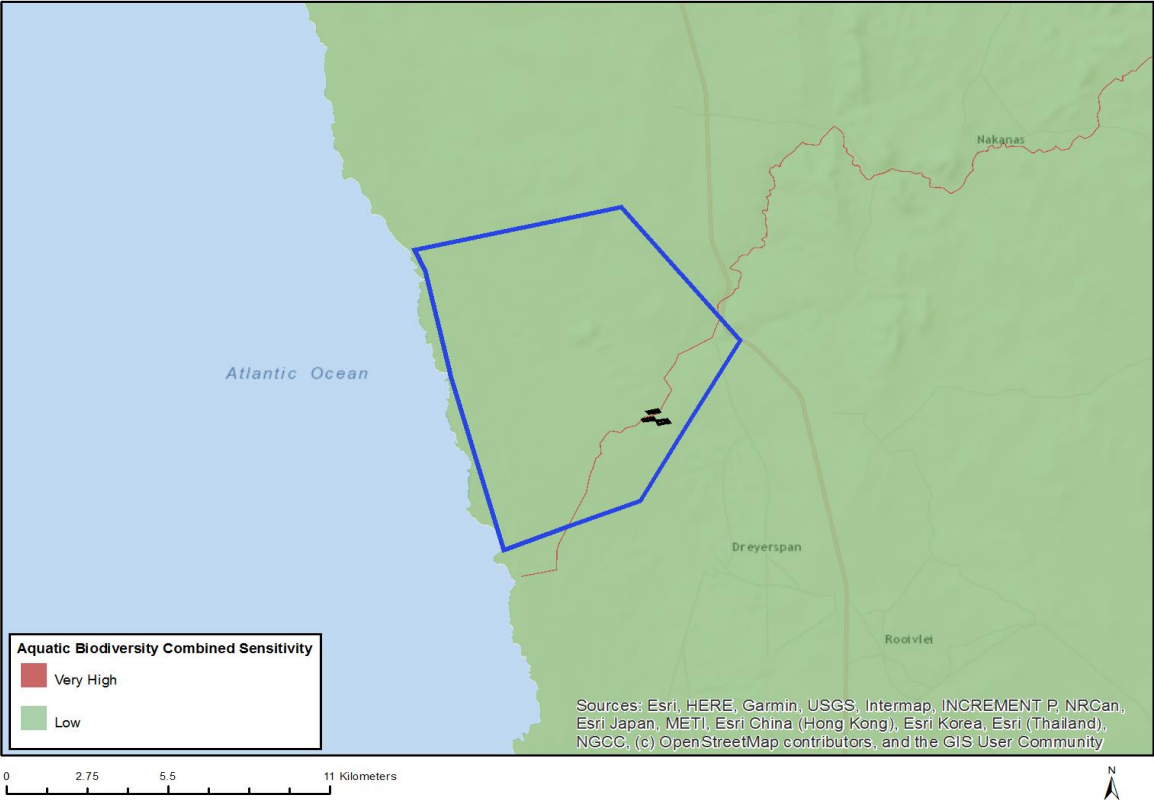 Nakanas
Atlantic Ocean
Dreyerspan
Rooivlei
Aquatic Biodiversity Combined Sensitivity
Very High
Low
Sources: Esri, HERE, Garmin, USGS, Intermap, INCREMENT P, NRCan,
Esri Japan, METI, Esri China (Hong Kong), Esri Korea, Esri (Thailand),
NGCC, (c) OpenStreetMap contributors, and the GIS User Community
0 2.75 5.5 11 Kilometers
N